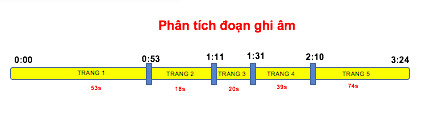 Phân tích đoạn ghi âm
0:00 0:53 1:11 1:31 2:10 3:24
TRANG 1 TRANG 2 TRANG 3 TRANG 4 TRANG 5
53s 18s 20s 39s 74s